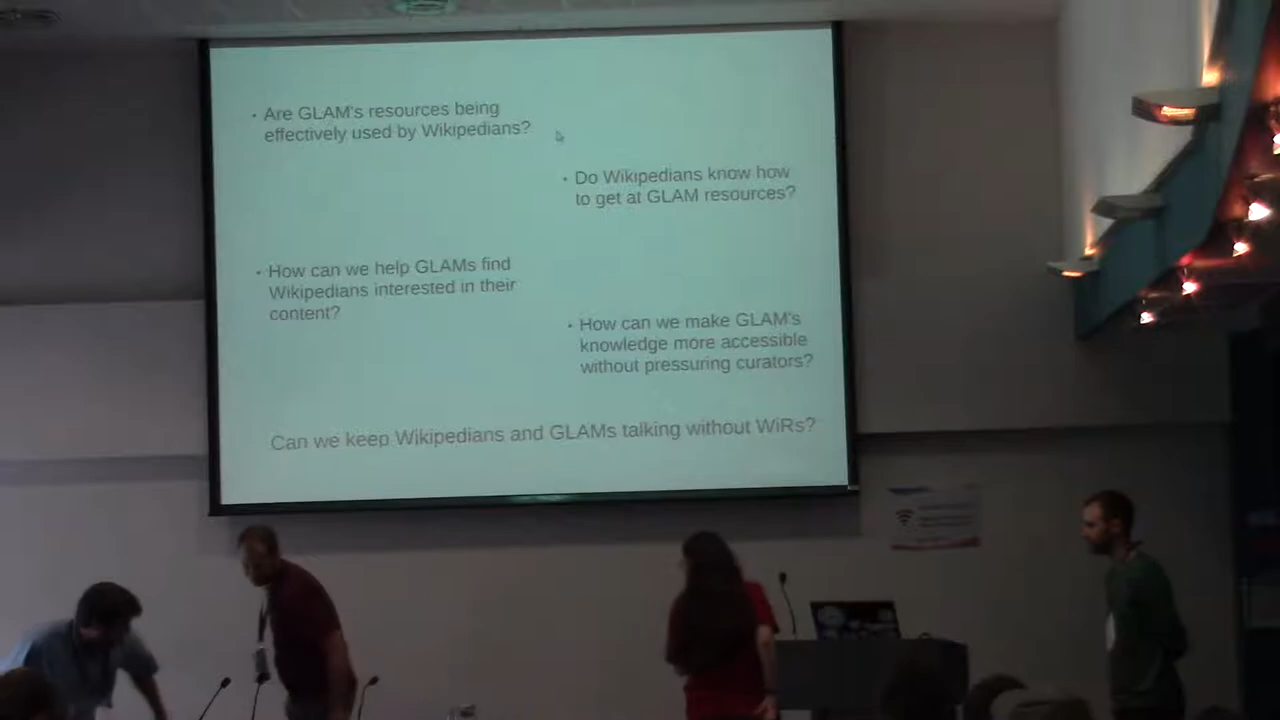 • Are GLAM's resources being
effectively used by Wikipedians?
• Do Wikipedians know how
to get at GLAM resources?
• How can we help GLAMs find
Wikipedians interested in their
content?
• How can we make GLAM's
knowledge more accessible
without pressuring curators?
Can we keep Wikipedians and GLAMs talking without WiRs?